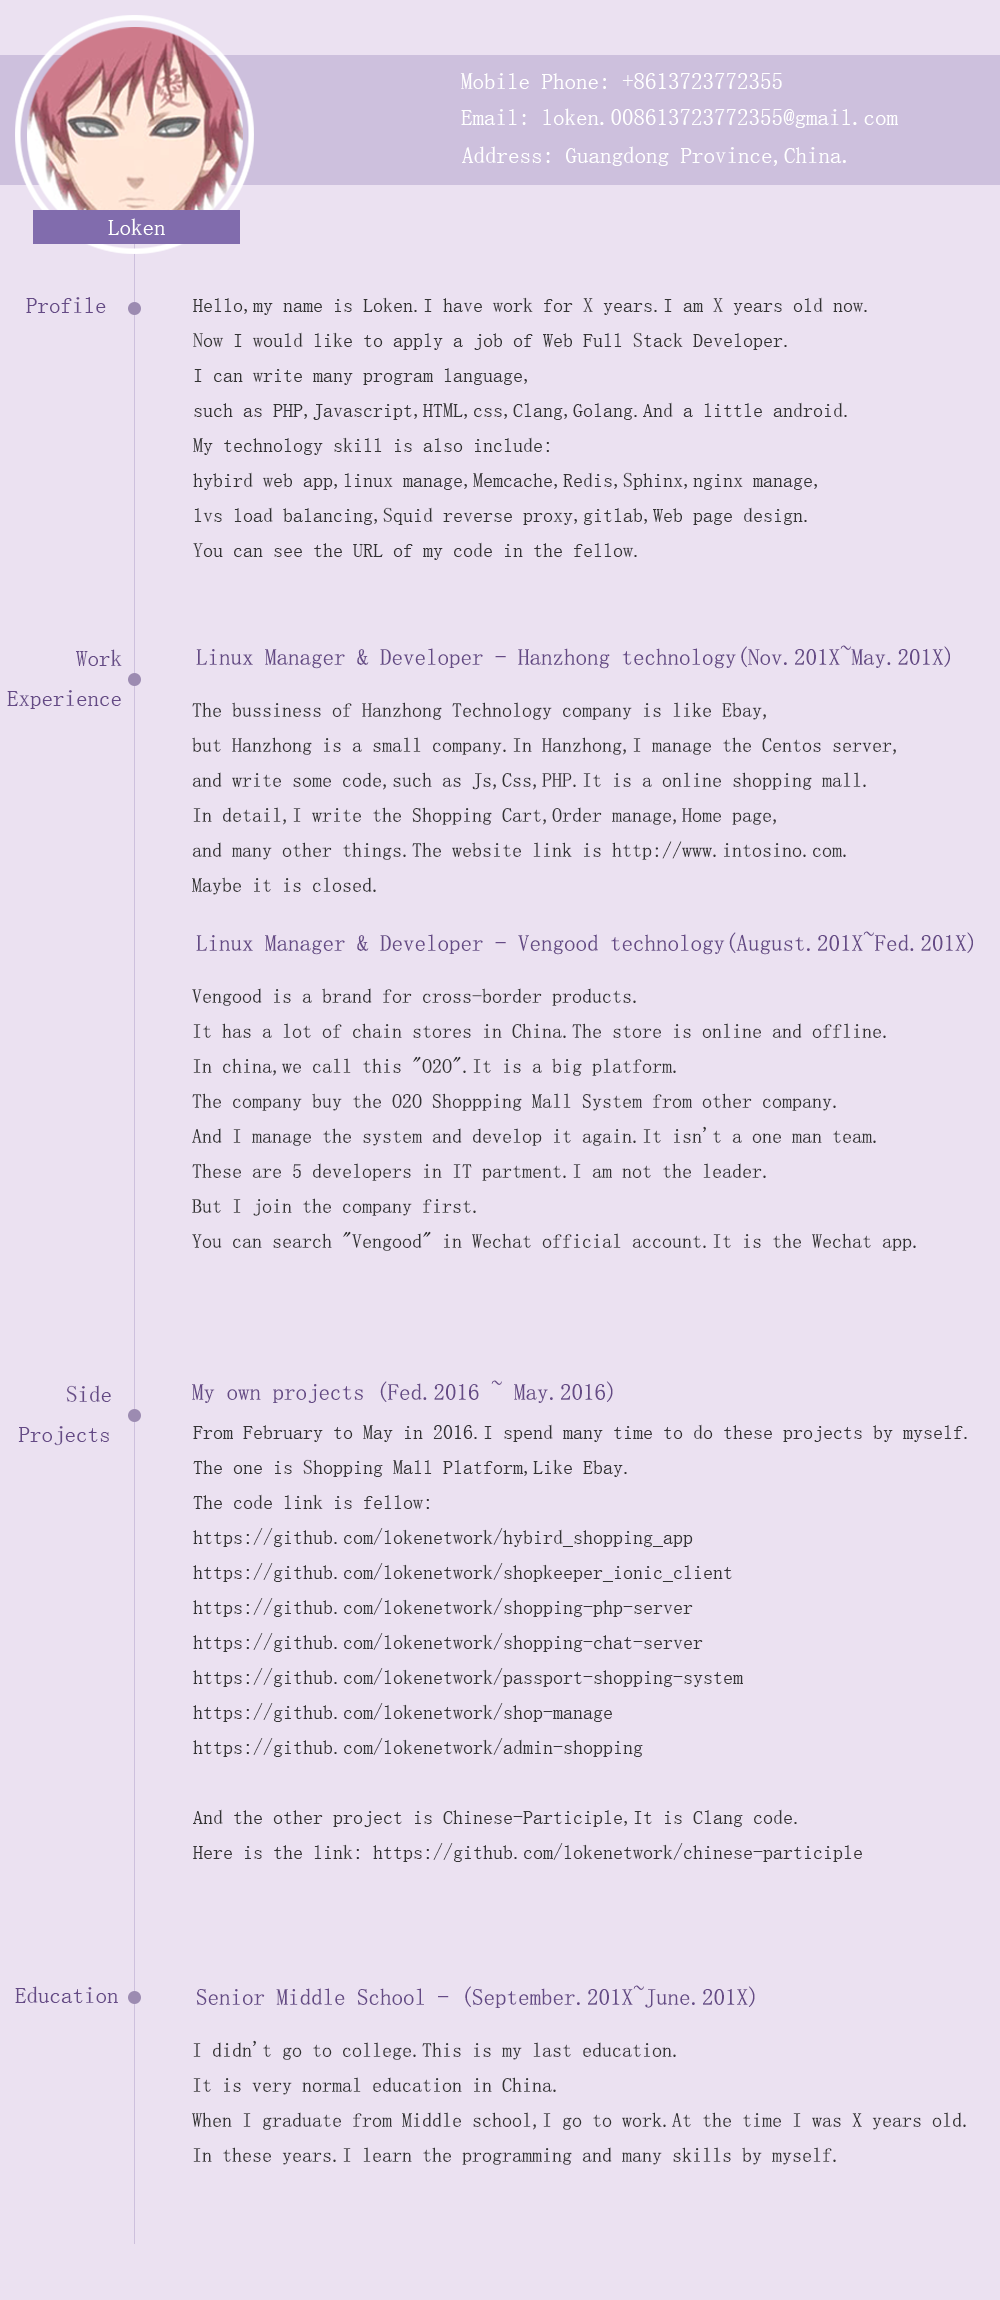 愛
Mobile Phone: +8613723772355
Email: loken.008613723772355@gmail.com
Address: Guangdong Province,China.
Loken
Profile
Hello,my name is Loken.I have work for X years.I am X years old now.
Now I would like to apply a job of Web Full Stack Developer.
I can write many program language,
such as PHP,Javascript,HTML,css,Clang,Golang.And a little android.
My technology skill is also include:
hybird web app,linux manage,Memcache,Redis,Sphinx,nginx manage,
lvs load balancing,Squid reverse proxy,gitlab,Web page design.
You can see the URL of my code in the fellow.
Work
Experience
Linux Manager & Developer - Hanzhong technology(Nov.201X~May.201X)
The bussiness of Hanzhong Technology company is like Ebay,
but Hanzhong is a small company.In Hanzhong,I manage the Centos server,
and write some code,such as Js,Css,PHP.It is a online shopping mall.
In detail,I write the Shopping Cart,Order manage,Home page,
and many other things.The website link is http://www.intosino.com.
Maybe it is closed.
Linux Manager & Developer - Vengood technology(August.201X~Fed.201X)
Vengood is a brand for cross-border products.
It has a lot of chain stores in China.The store is online and offline.
In china,we call this "O2O".It is a big platform.
The company buy the O2O Shoppping Mall System from other company.
And I manage the system and develop it again.It isn't a one man team.
These are 5 developers in IT partment.I am not the leader.
But I join the company first.
You can search "Vengood" in Wechat official account.It is the Wechat app.
Side
Projects
My own projects (Fed.2016 ~ May.2016)
From February to May in 2016.I spend many time to do these projects by myself.
The one is Shopping Mall Platform,Like Ebay.
The code link is fellow:
https://github.com/lokenetwork/hybird_shopping_app
https://github.com/lokenetwork/shopkeeper_ionic_client
https://github.com/lokenetwork/shopping-php-server
https://github.com/lokenetwork/shopping-chat-server
https://github.com/lokenetwork/passport-shopping-system
https://github.com/lokenetwork/shop-manage
https://github.com/lokenetwork/admin-shopping
And the other project is Chinese-Participle,It is Clang code.
Here is the link: https://github.com/lokenetwork/chinese-participle
Education
Senior Middle School - (September.201X~June.201X)
I didn't go to college.This is my last education.
It is very normal education in China.
When I graduate from Middle school,I go to work.At the time I was X years old.
In these years.I learn the programming and many skills by myself.